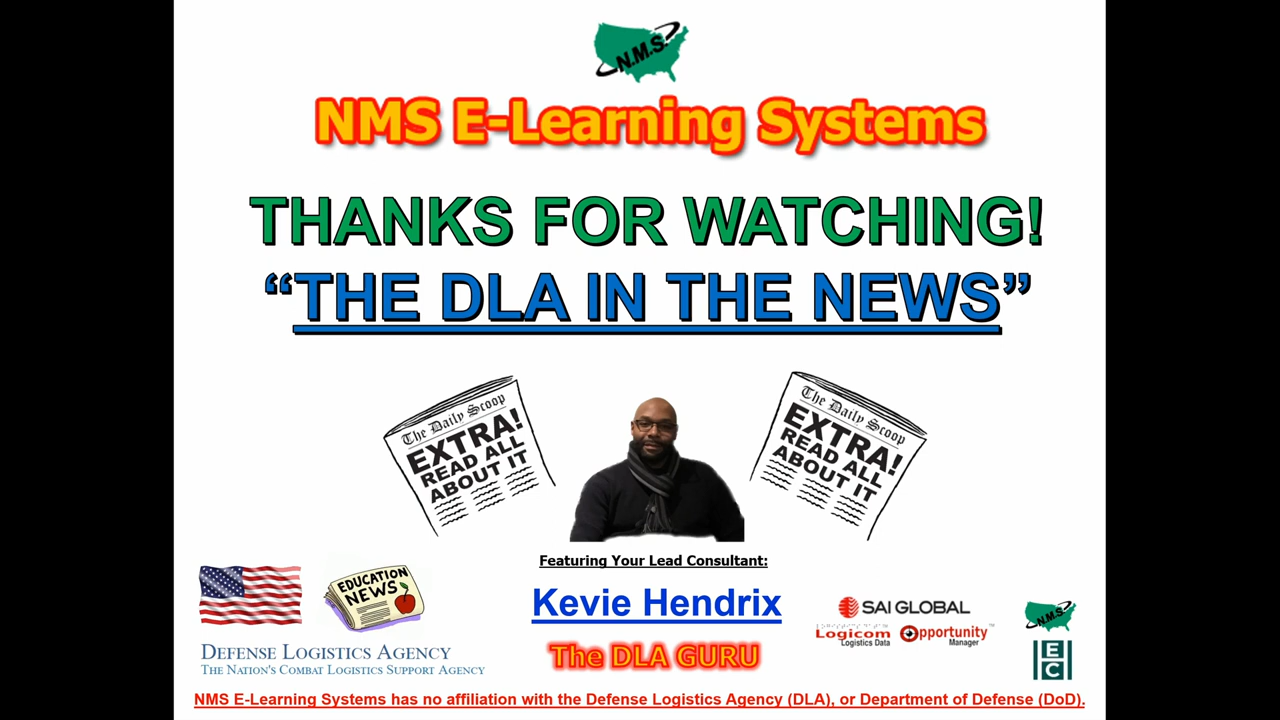 N.M.S.
NMS E-Learning Systems
THANKS FOR WATCHING!
“THE DLA IN THE NEWS”
The Daily Scoop
EXTRA!
READ ALL
ABOUT IT
The Daily Scoop
EXTRA!
READ ALL
ABOUT IT
Featuring Your Lead Consultant:
Kevie Hendrix
The DLA GURU
EDUCATION
NEWS
DEFENSE LOGISTICS AGENCY
THE NATION'S COMBAT LOGISTICS SUPPORT AGENCY
SAI GLOBAL
Logicom
Logistics Data
Opportunity™
Manager
N.M.S.
E
C
NMS E-Learning Systems has no affiliation with the Defense Logistics Agency (DLA), or Department of Defense (DoD).